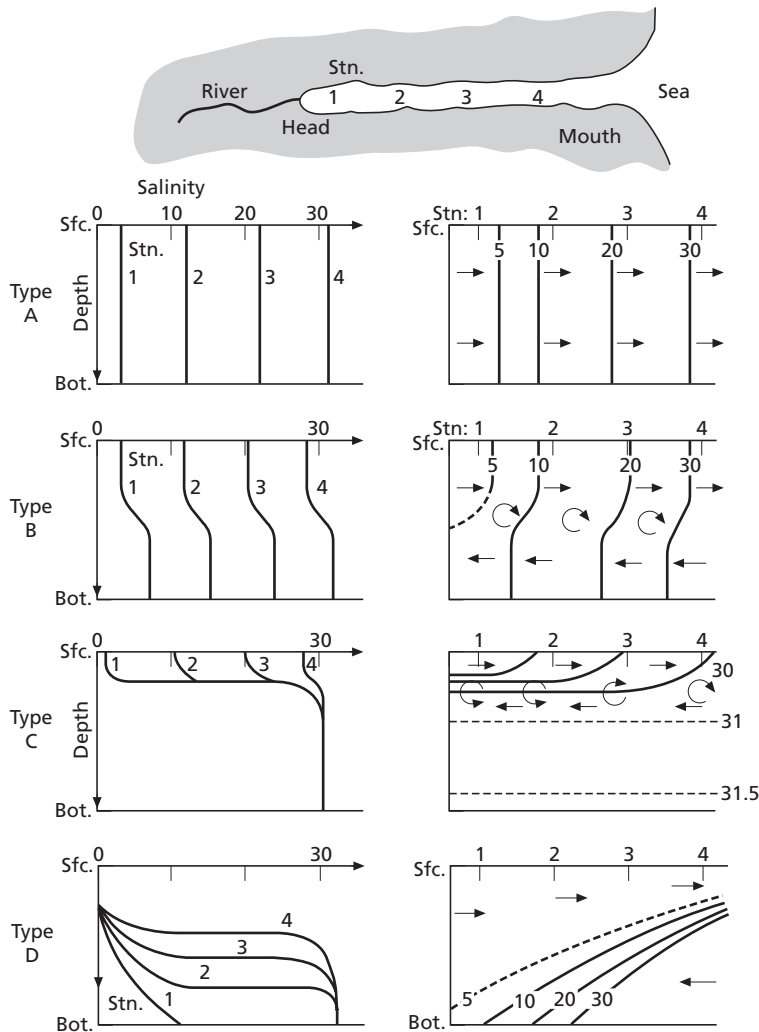 Stn.
River 1 2 3 4 Sea
Head
Mouth
Salinity
0 10 20 30
Sfc.
Stn.
1 2 3 4
Type
A
Depth
Bot.
Stn: 1 2 3 4
Sfc.
5 10 20 30
0 30
Sfc.
Stn.
1 2 3 4
Type
B
Bot.
Stn: 1 2 3 4
Sfc.
5 10 20 30
0 30
Sfc.
1 2 3 4
Type
C
Depth
Bot.
1 2 3 4
30
31
31.5
0 30
Sfc.
4
3
2
Type
D
Stn. 1
Bot.
1 2 3 4
Sfc.
5 10 20 30
Bot.